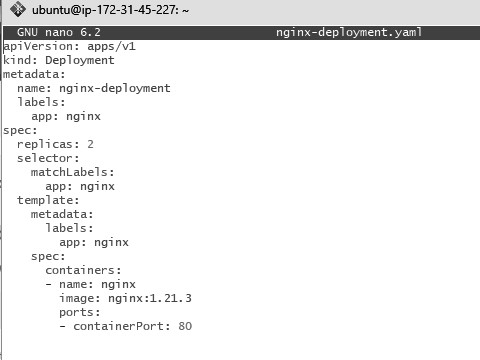 ubuntu@ip-172-31-45-227: ~
GNU nano 6.2 nginx-deployment.yaml
apiVersion: apps/v1
kind: Deployment
metadata:
  name: nginx-deployment
  labels:
    app: nginx
spec:
  replicas: 2
  selector:
    matchLabels:
      app: nginx
  template:
    metadata:
      labels:
        app: nginx
    spec:
      containers:
      - name: nginx
        image: nginx:1.21.3
        ports:
        - containerPort: 80